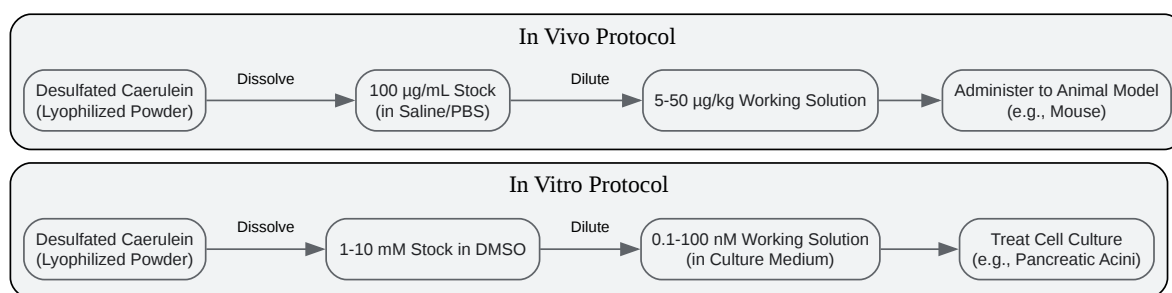 In Vivo Protocol
Desulfated Caerulein
(Lyophilized Powder)
Dissolve
100 µg/mL Stock
(in Saline/PBS)
Dilute
5-50 µg/kg Working Solution
Administer to Animal Model
(e.g., Mouse)
In Vitro Protocol
Desulfated Caerulein
(Lyophilized Powder)
Dissolve
1-10 mM Stock in DMSO
Dilute
0.1-100 nM Working Solution
(in Culture Medium)
Treat Cell Culture
(e.g., Pancreatic Acini)